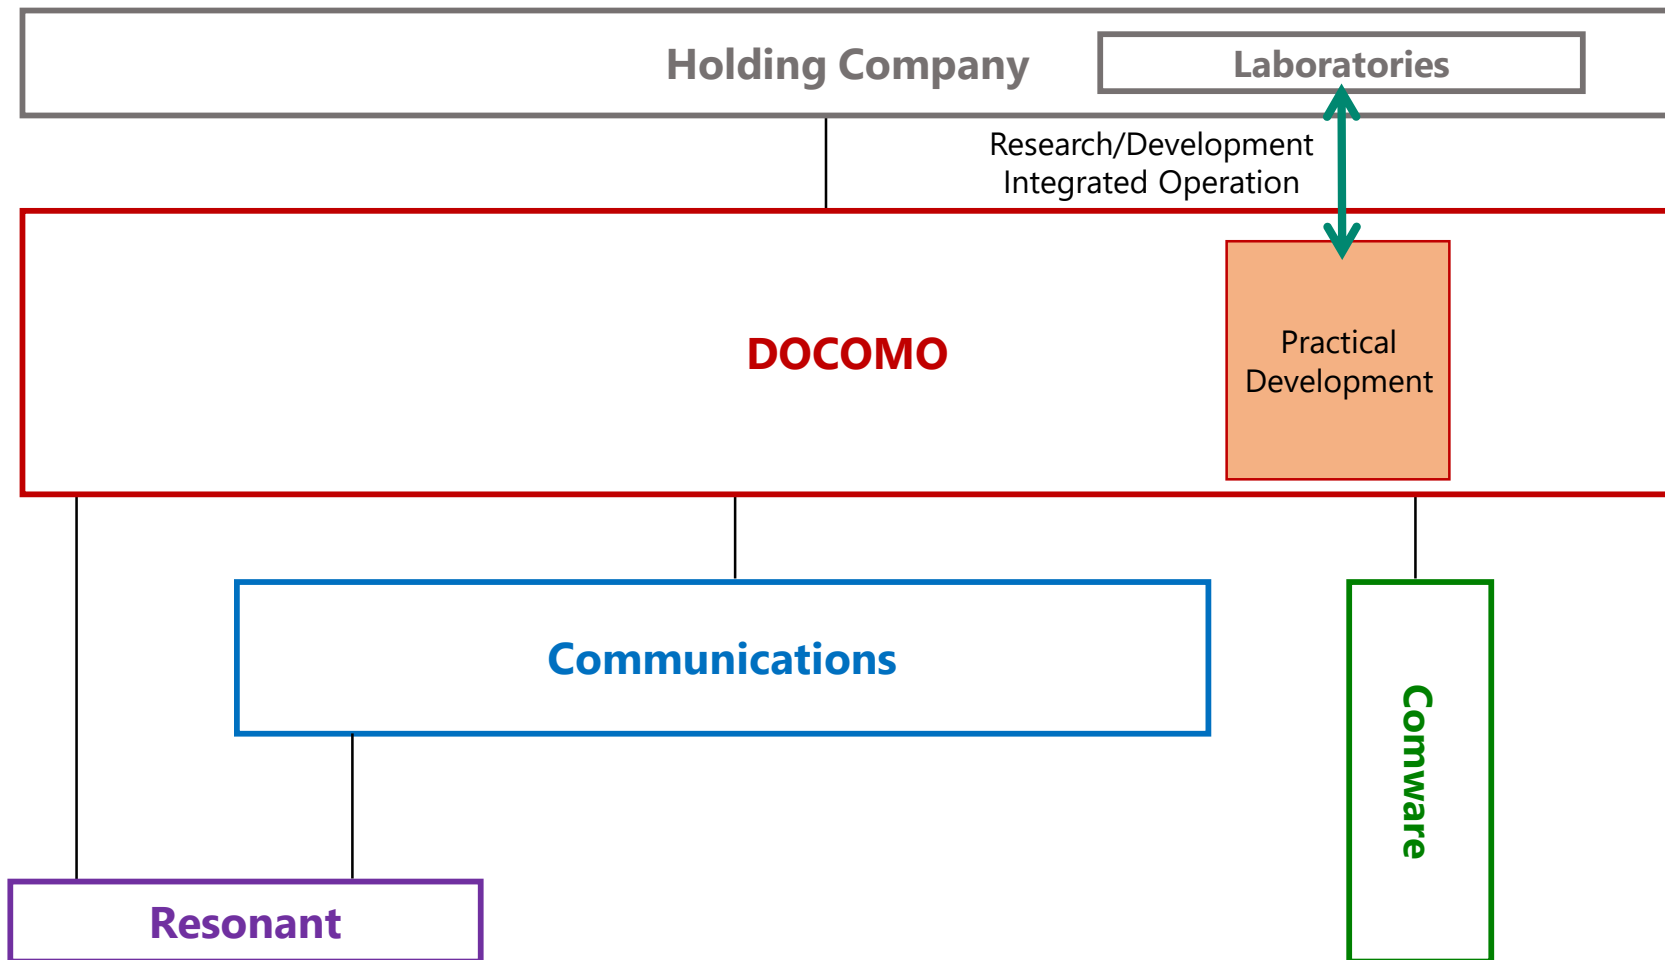 Holding Company
Laboratories
Research/Development
Integrated Operation
DOCOMO
Practical
Development
Communications
Comware
Resonant